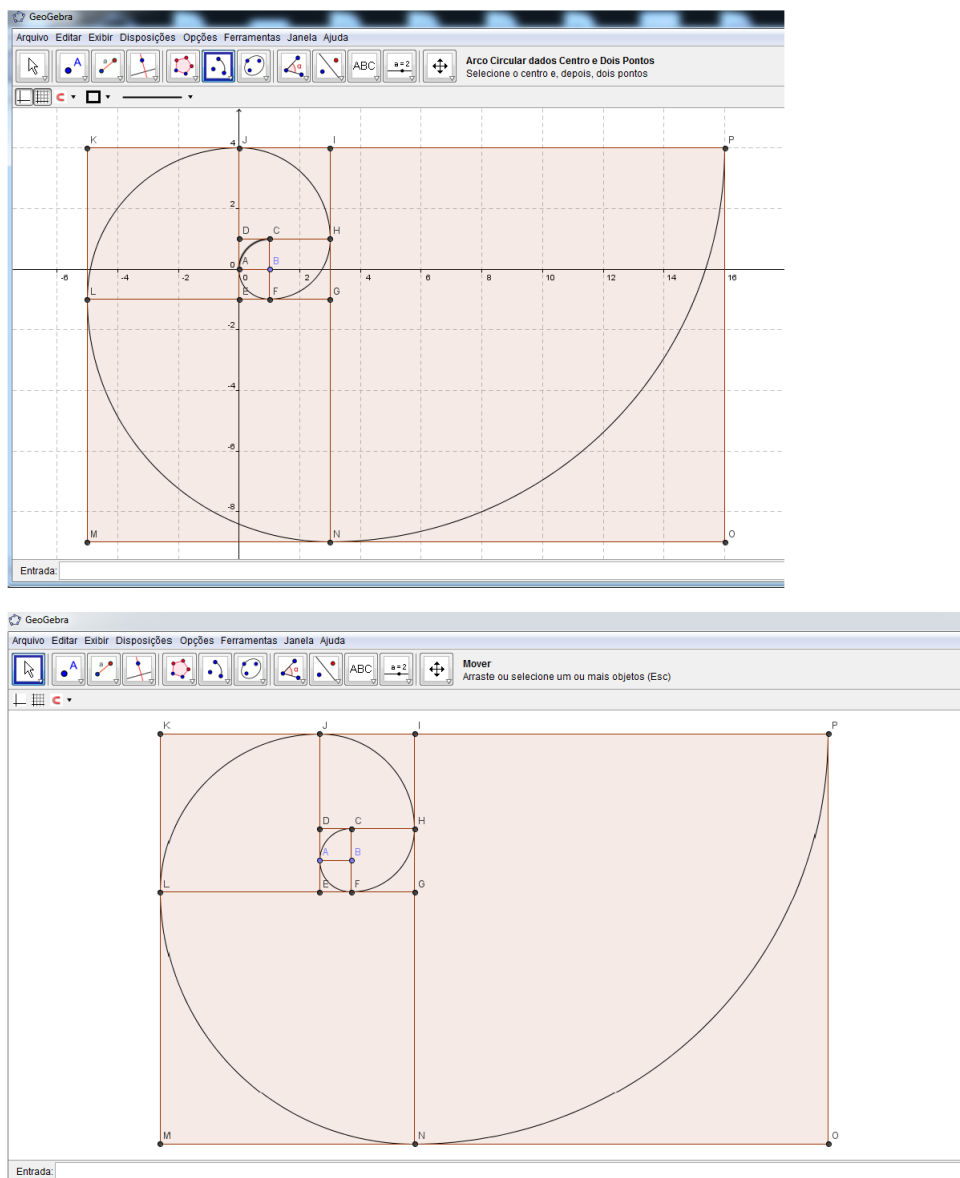 GeoGebra
Arquivo Editar Exibir Disposições Opções Ferramentas Janela Ajuda
A a α ABC a = 2 Arco Circular dados Centro e Dois Pontos
Selecione o centro e, depois, dois pontos
K J I P
4
2
D C H
A B
0
-6 -4 -2 0 2 4 6 8 10 12 14 16
L E F G
-2
-4
-6
-8
M N O
Entrada:
GeoGebra
Arquivo Editar Exibir Disposições Opções Ferramentas Janela Ajuda
A a α ABC a = 2 Mover
Arraste ou selecione um ou mais objetos (Esc)
K J I P
D C H
A B
L E F G
M N O
Entrada: